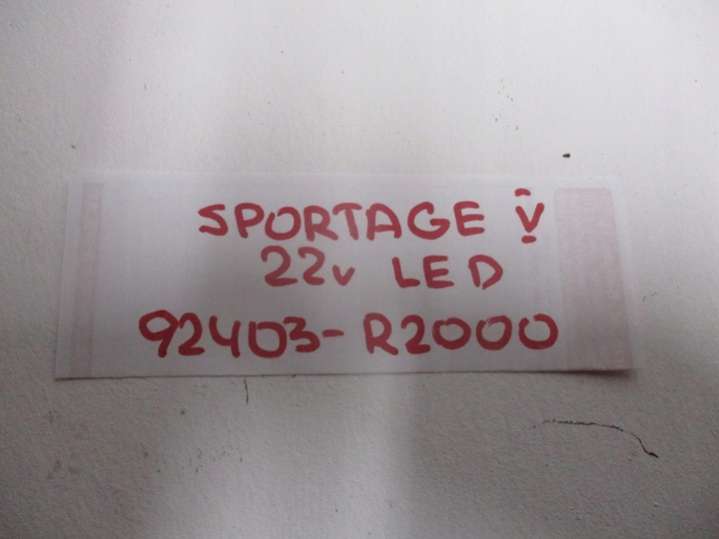 SPORTAGE V
22v LED
92403-R2000